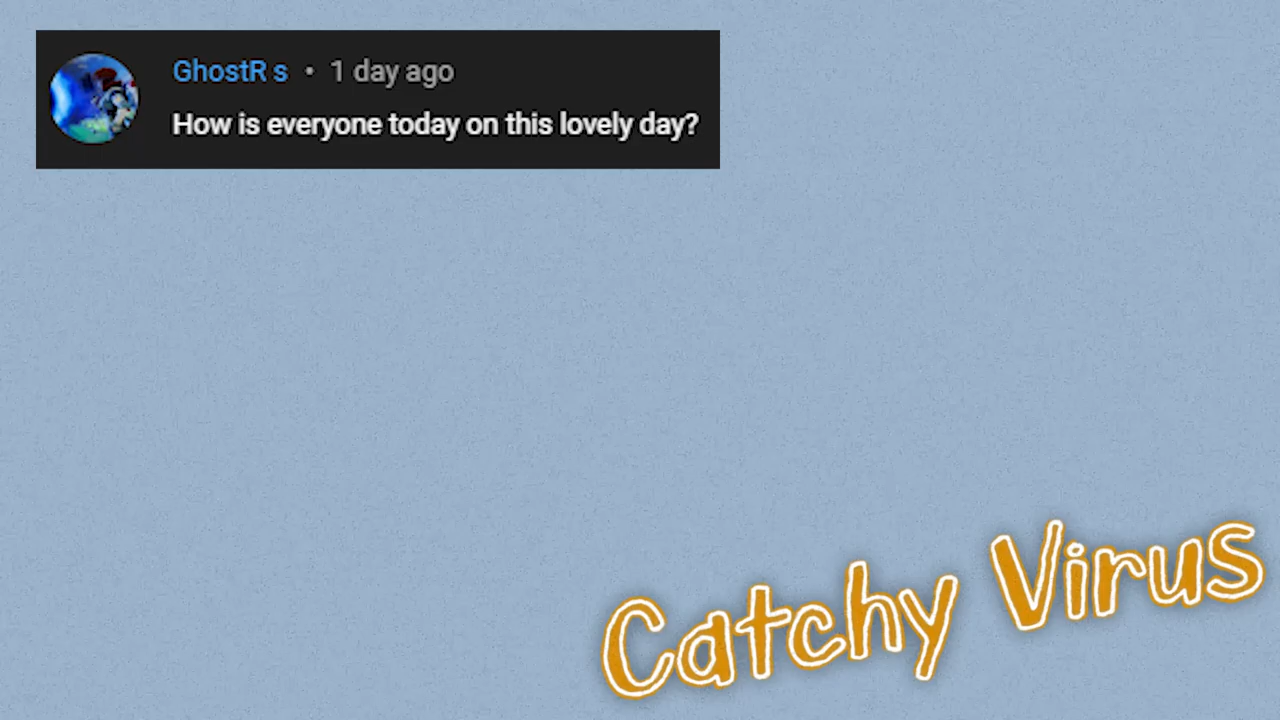 GhostR s • 1 day ago
How is everyone today on this lovely day?
Catchy Virus